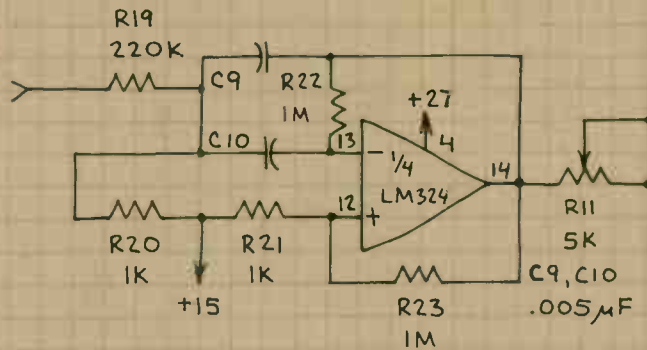 R19
220K
C9
R22
1M
+27
C10
13
4
-
1/4
14
LM324
12
+
R20
1K
R21
1K
R11
5K
+15
R23
1M
C9, C10
.005μF